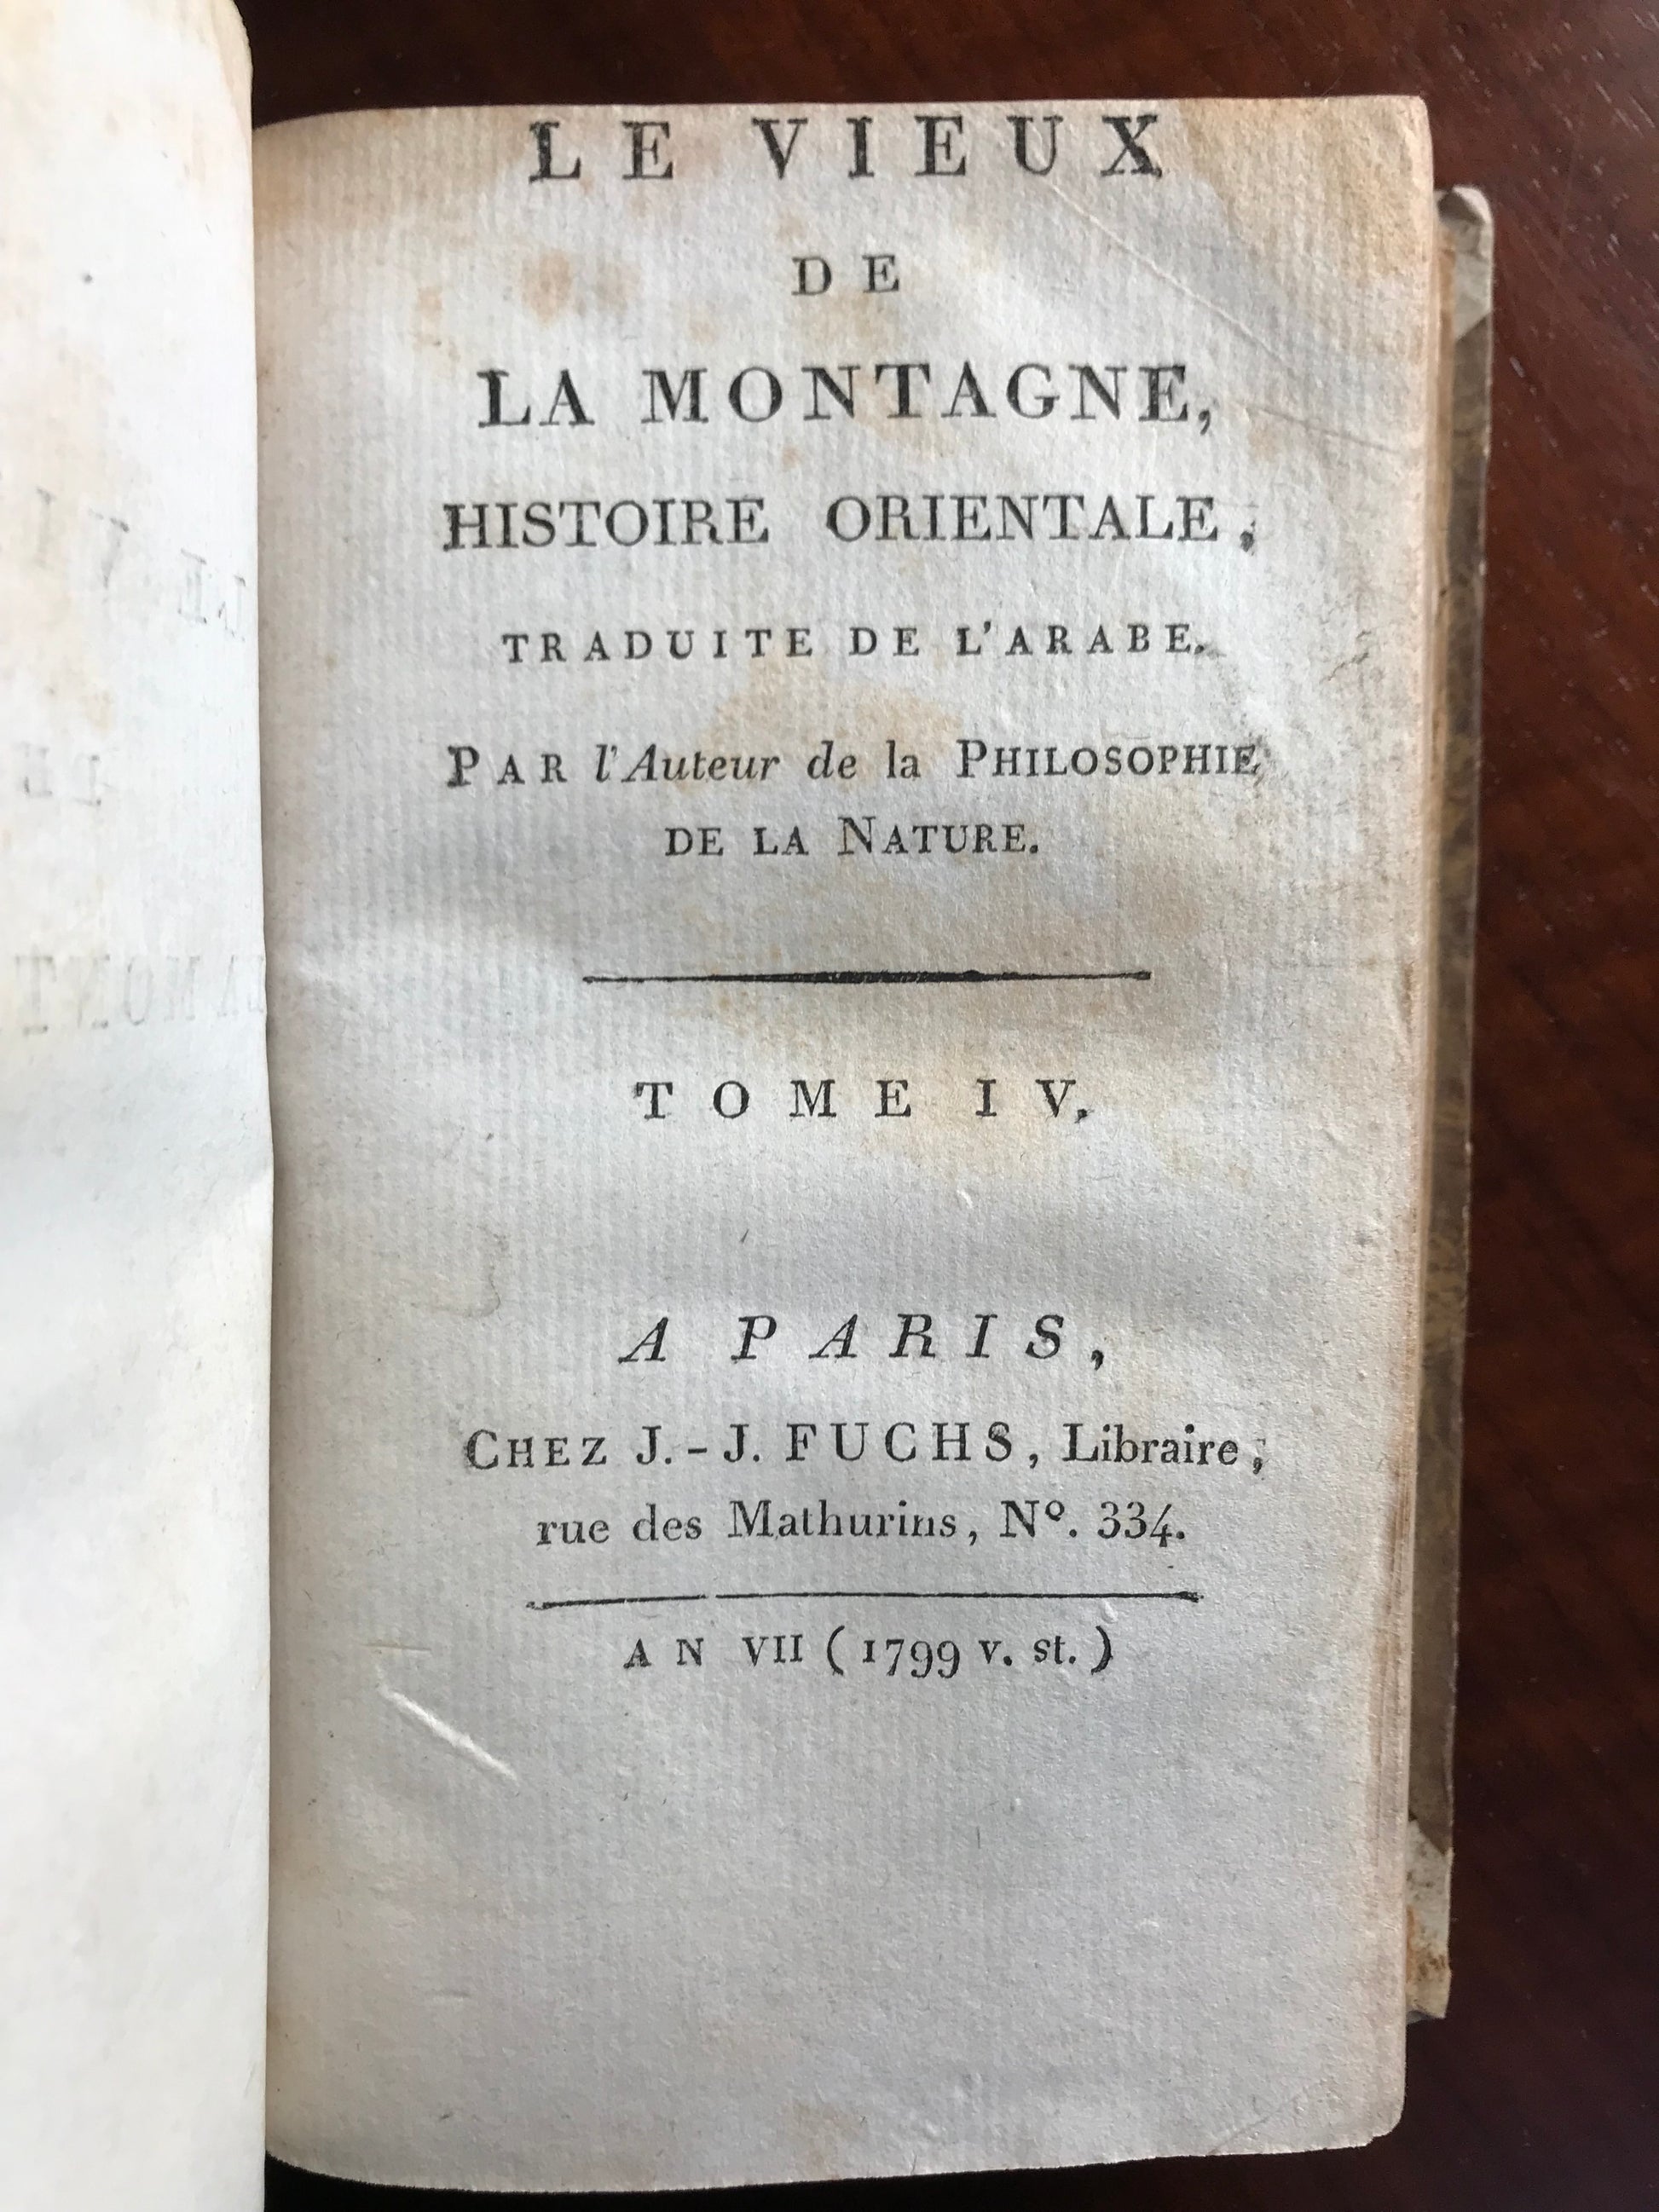 LE VIEUX
DE
LA MONTAGNE,
HISTOIRE ORIENTALE,
TRADUITE DE L'ARABE.
PAR l'Auteur de la PHILOSOPHIE
DE LA NATURE.
TOME IV.
A PARIS,
CHEZ J.-J. FUCHS, Libraire,
rue des Mathurins, Nº. 334.
AN VII (1799 v. st.)